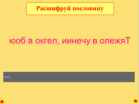 Расшифруй пословицу
юоб в окгел, иинечу в олежяТ